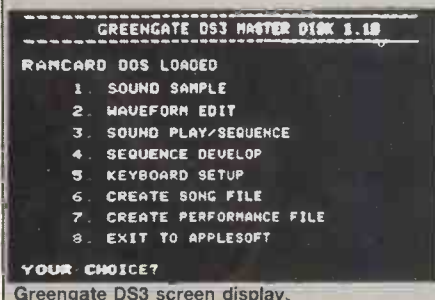 GREENGATE DS3 MASTER DISK 1.18
RAMCARD DOS LOADED
1. SOUND SAMPLE
2. WAVEFORM EDIT
3. SOUND PLAY/SEQUENCE
4. SEQUENCE DEVELOP
5. KEYBOARD SETUP
6. CREATE SONG FILE
7. CREATE PERFORMANCE FILE
8. EXIT TO APPLESOFT
YOUR CHOICE?
Greengate DS3 screen display.